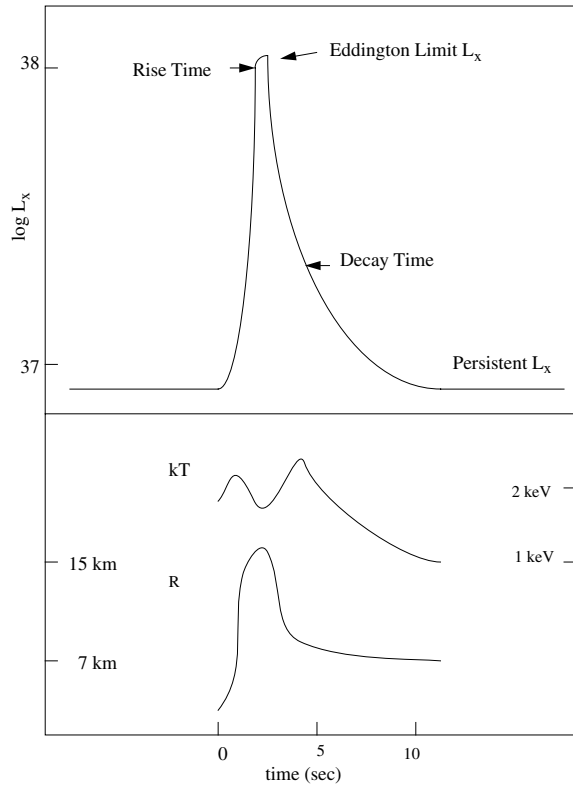 38
Rise Time
Eddington Limit Lx
log Lx
Decay Time
37
Persistent Lx
kT
2 keV
15 km
1 keV
R
7 km
0
5
10
time (sec)